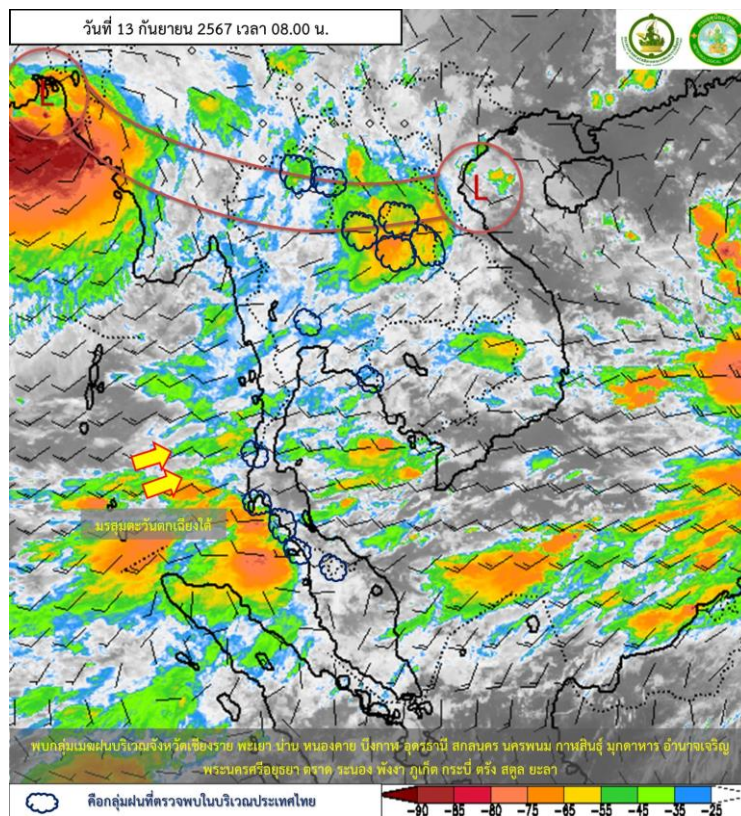 วันที่ 13 กันยายน 2567 เวลา 08.00 น.
L
L
มรสุมตะวันตกเฉียงใต้
พบกลุ่มเมฆฝนบริเวณจังหวัดเชียงราย พะเยา น่าน หนองคาย บึงกาฬ อุดรธานี สกลนคร นครพนม กาฬสินธุ์ มุกดาหาร อำนาจเจริญ
พระนครศรีอยุธยา ตราด ระนอง พังงา ภูเก็ต กระบี่ ตรัง สตูล ยะลา
คือกลุ่มฝนที่ตรวจพบในบริเวณประเทศไทย
-90 -85 -80 -75 -65 -55 -45 -35 -25